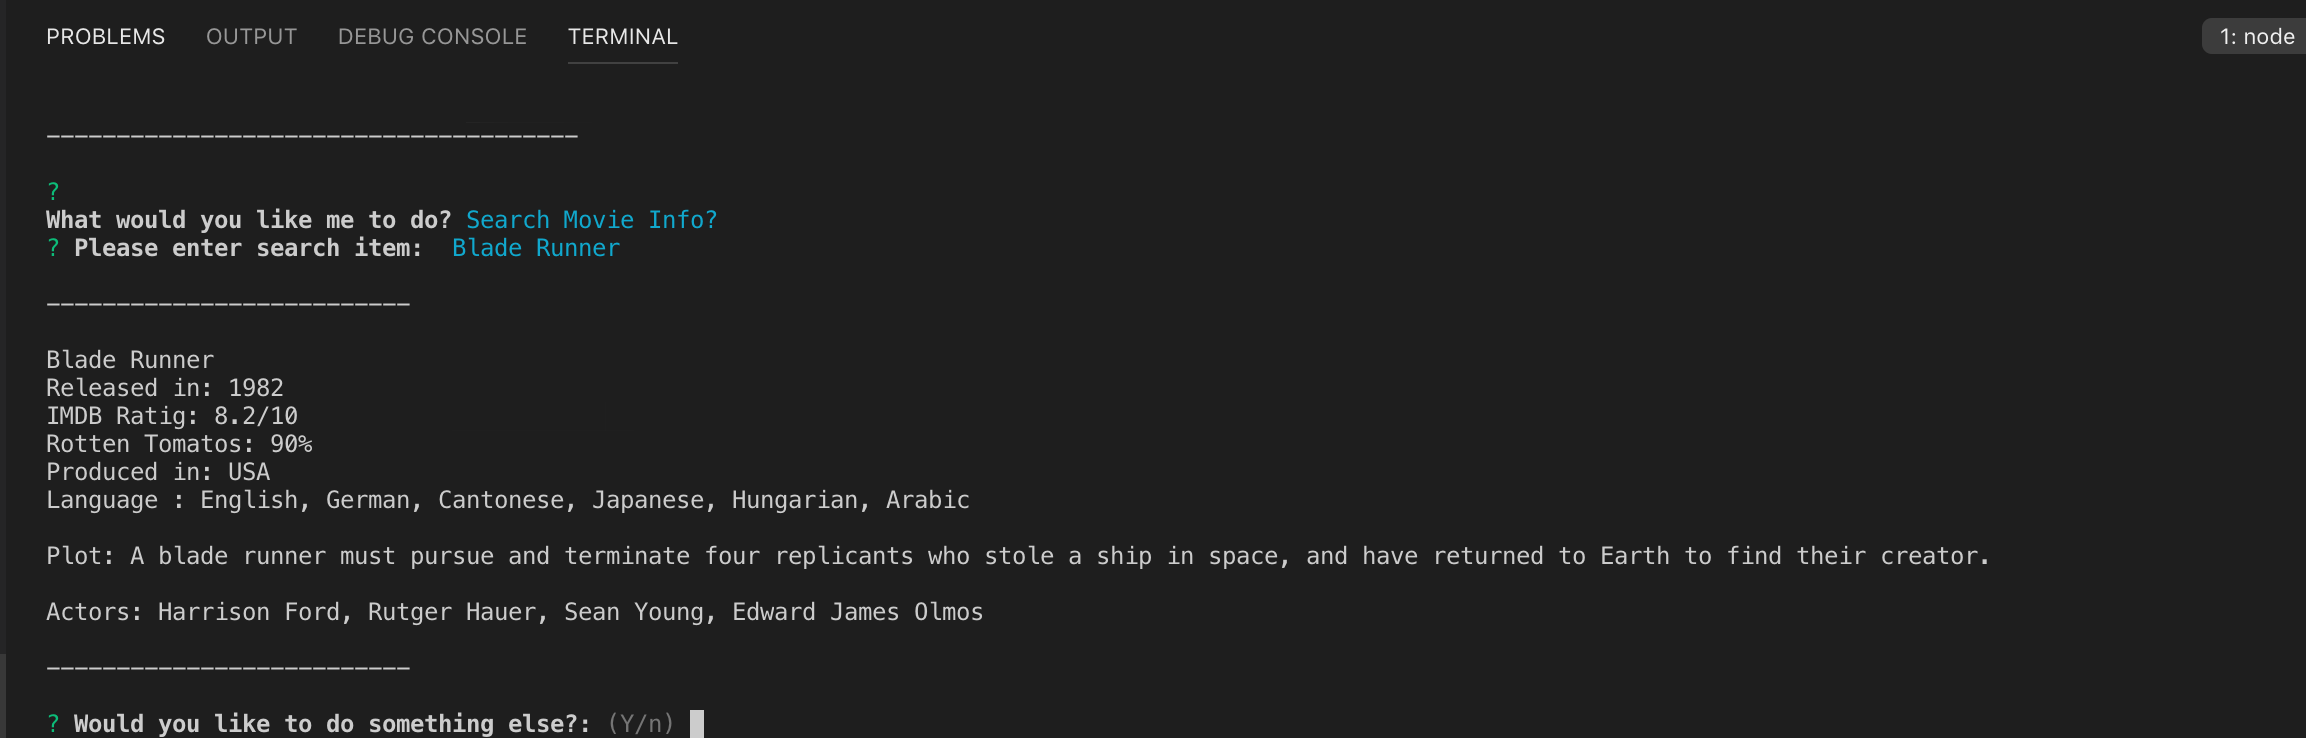 PROBLEMS OUTPUT DEBUG CONSOLE TERMINAL 1: node
--------------------------------------
?
What would you like me to do? Search Movie Info?
? Please enter search item:  Blade Runner
--------------------------
Blade Runner
Released in: 1982
IMDB Ratig: 8.2/10
Rotten Tomatos: 90%
Produced in: USA
Language : English, German, Cantonese, Japanese, Hungarian, Arabic
Plot: A blade runner must pursue and terminate four replicants who stole a ship in space, and have returned to Earth to find their creator.
Actors: Harrison Ford, Rutger Hauer, Sean Young, Edward James Olmos
--------------------------
? Would you like to do something else?: (Y/n)